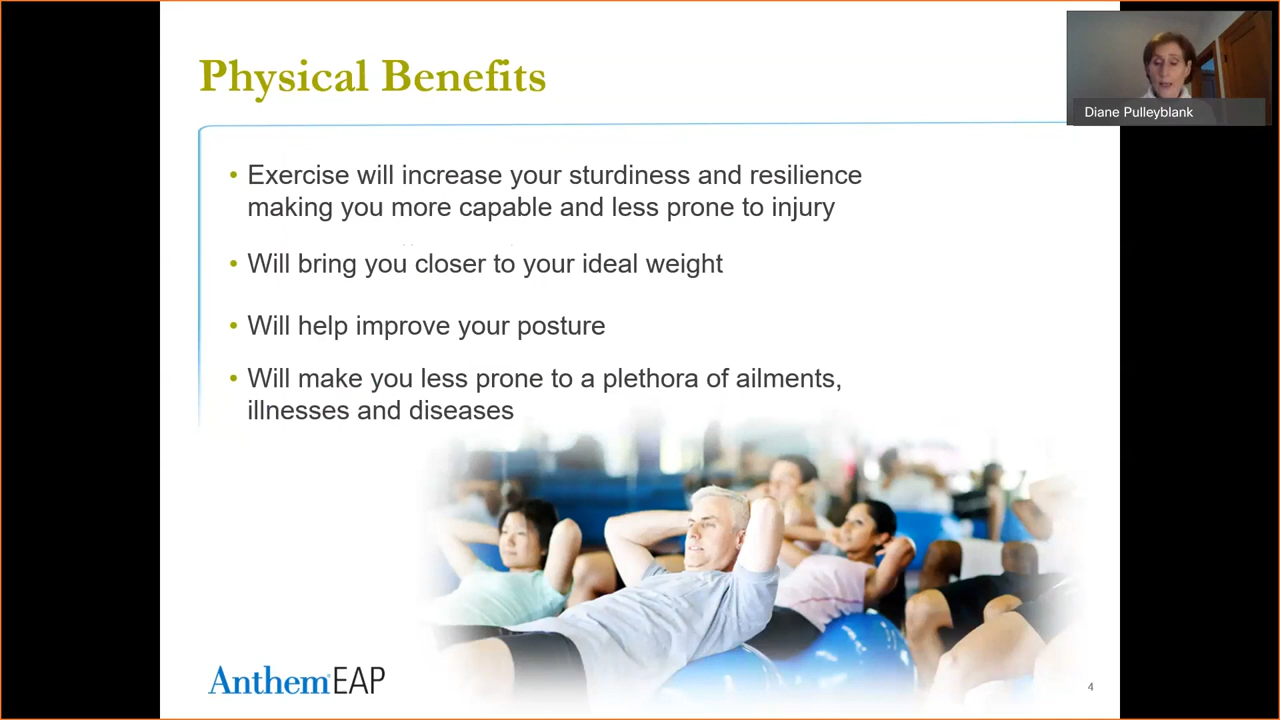 Physical Benefits
Diane Pulleyblank
• Exercise will increase your sturdiness and resilience
making you more capable and less prone to injury
• Will bring you closer to your ideal weight
• Will help improve your posture
• Will make you less prone to a plethora of ailments,
illnesses and diseases
Anthem EAP
4